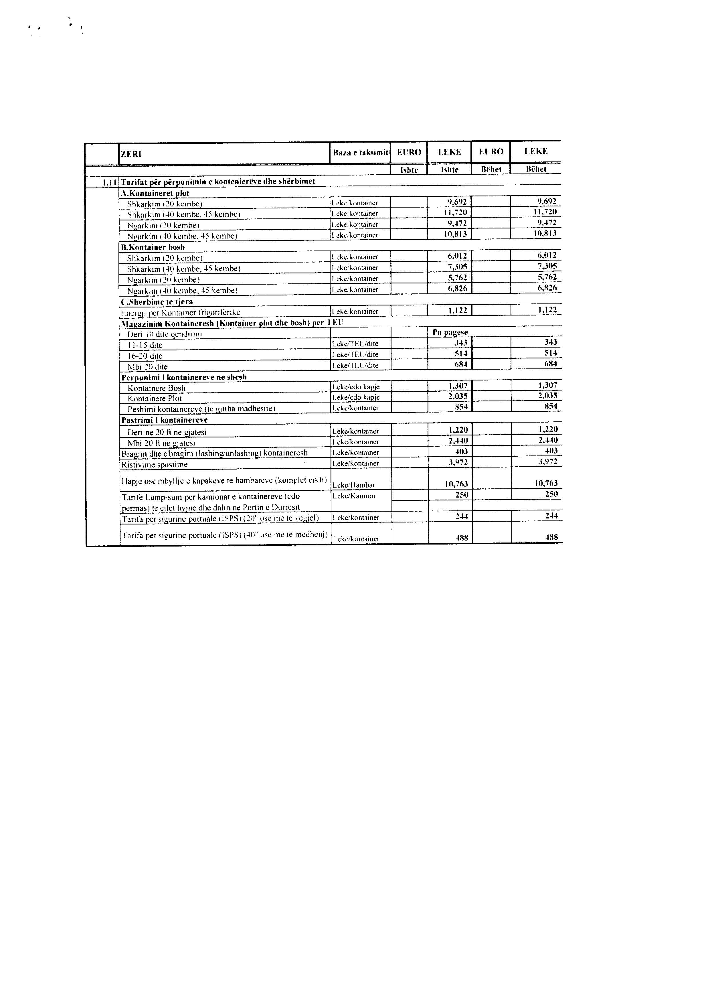 ZERI Baza e taksimit EURO LEKE EURO LEKE
Ishte Ishte Bëhet Bëhet
1.11 Tarifat për përpunimin e kontenierëve dhe shërbimet
A.Kontaineret plot
Shkarkim (20 kembe) Leke/kontainer 9,692 9,692
Shkarkim (40 kembe, 45 kembe) Leke/kontainer 11,720 11,720
Ngarkim (20 kembe) Leke/kontainer 9,472 9,472
Ngarkim (40 kembe, 45 kembe) Leke/kontainer 10,813 10,813
B.Kontainer bosh
Shkarkim (20 kembe) Leke/kontainer 6,012 6,012
Shkarkim (40 kembe, 45 kembe) Leke/kontainer 7,305 7,305
Ngarkim (20 kembe) Leke/kontainer 5,762 5,762
Ngarkim (40 kembe, 45 kembe) Leke/kontainer 6,826 6,826
C.Sherbime te tjera
Energji per Kontainer frigoriferike Leke/kontainer 1,122 1,122
Magazinim Kontaineresh (Kontainer plot dhe bosh) per TEU
Deri 10 dite qendrimi Pa pagese
11-15 dite Leke/TEU/dite 343 343
16-20 dite Leke/TEU/dite 514 514
Mbi 20 dite Leke/TEU/dite 684 684
Perpunimi i kontainereve ne shesh
Kontainere Bosh Leke/cdo kapje 1,307 1,307
Kontainere Plot Leke/cdo kapje 2,035 2,035
Peshimi kontainereve (te gjitha madhesite) Leke/kontainer 854 854
Pastrimi I kontainereve
Deri ne 20 ft ne gjatesi Leke/kontainer 1,220 1,220
Mbi 20 ft ne gjatesi Leke/kontainer 2,440 2,440
Bragim dhe c'bragim (lashing/unlashing) kontaineresh Leke/kontainer 403 403
Ristivime spostime Leke/kontainer 3,972 3,972
Hapje ose mbyllje e kapakeve te hambareve (komplet cikli) Leke/Hambar 10,763 10,763
Tarife Lump-sum per kamionat e kontainereve (cdo Leke/Kamion 250 250
permas) te cilet hyjne dhe dalin ne Portin e Durresit
Tarifa per sigurine portuale (ISPS) (20" ose me te vegjel) Leke/kontainer 244 244
Tarifa per sigurine portuale (ISPS) (40" ose me te medhenj) Leke/kontainer 488 488